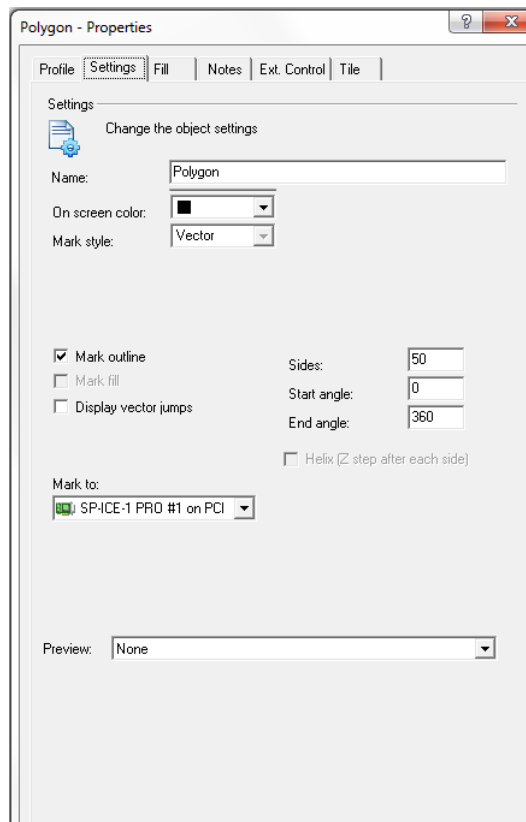 Polygon - Properties
Profile Settings Fill Notes Ext. Control Tile
Settings
Change the object settings
Name: Polygon
On screen color:
Mark style: Vector
Mark outline
Mark fill
Display vector jumps
Sides: 50
Start angle: 0
End angle: 360
Helix (Z step after each side)
Mark to:
SP-ICE-1 PRO #1 on PCI
Preview: None